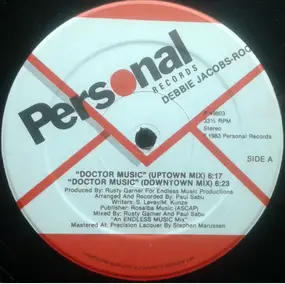 Personal
RECORDS
DEBBIE JACOBS-ROCK
33⅓ RPM
Stereo
℗ 1983 Personal Records
SIDE A
"DOCTOR MUSIC" (UPTOWN MIX) 6:17
"DOCTOR MUSIC" (DOWNTOWN MIX) 6:23
Produced By: Rusty Garner For Endless Music Productions
Arranged And Recorded By: Paul Sabu
Writers: S. Levay/M. Kunze
Publisher: Rosalba Music (ASCAP)
Mixed By: Rusty Garner And Paul Sabu
"An ENDLESS MUSIC Mix"
Mastered At: Precision Lacquer By Stephen Marussen